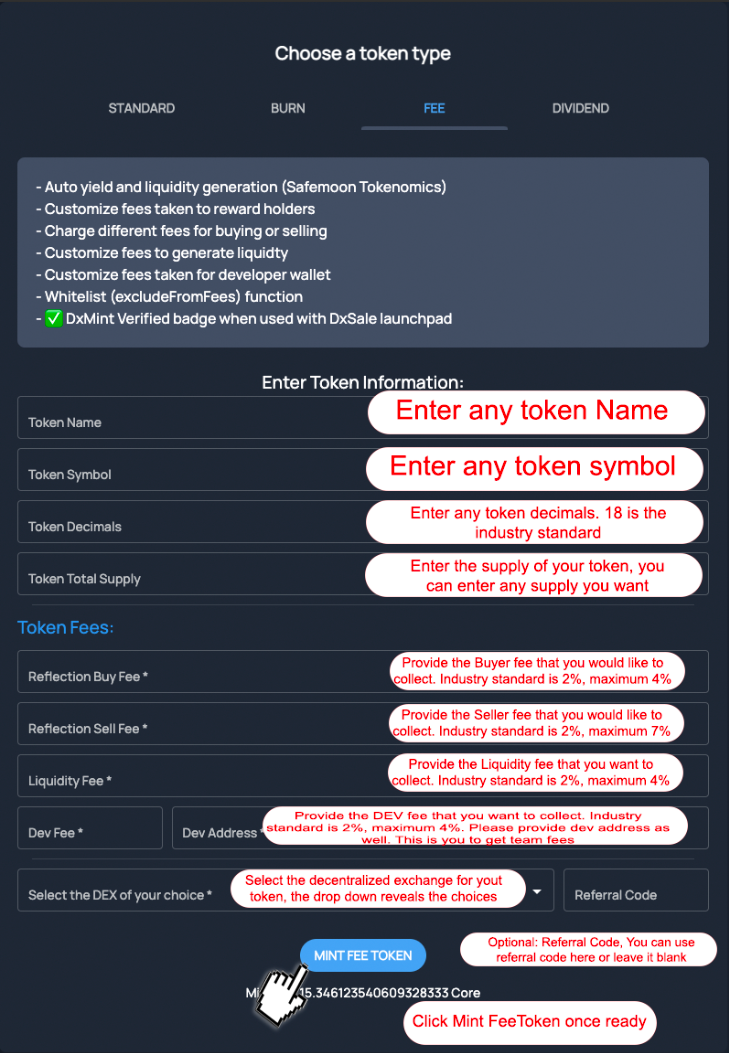 Choose a token type
STANDARD BURN FEE DIVIDEND
- Auto yield and liquidity generation (Safemoon Tokenomics)
- Customize fees taken to reward holders
- Charge different fees for buying or selling
- Customize fees to generate liquidty
- Customize fees taken for developer wallet
- Whitelist (excludeFromFees) function
- ✅ DxMint Verified badge when used with DxSale launchpad
Enter Token Information:
Token Name
Enter any token Name
Token Symbol
Enter any token symbol
Token Decimals
Enter any token decimals. 18 is the
industry standard
Token Total Supply
Enter the supply of your token, you
can enter any supply you want
Token Fees:
Reflection Buy Fee *
Provide the Buyer fee that you would like to
collect. Industry standard is 2%, maximum 4%
Reflection Sell Fee *
Provide the Seller fee that you would like to
collect. Industry standard is 2%, maximum 7%
Liquidity Fee *
Provide the Liquidity fee that you want to
collect. Industry standard is 2%, maximum 4%
Dev Fee *
Dev Address *
Provide the DEV fee that you want to collect. Industry
standard is 2%, maximum 4%. Please provide dev address as
well. This is you to get team fees
Select the DEX of your choice *
Select the decentralized exchange for yout
token, the drop down reveals the choices
Referral Code
MINT FEE TOKEN
Optional: Referral Code, You can use
referral code here or leave it blank
15.346123540609328333 Core
Click Mint FeeToken once ready